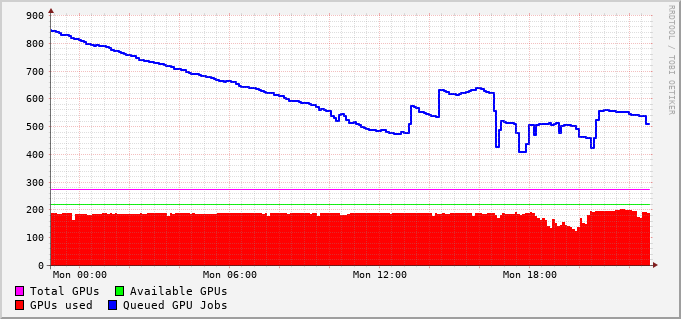 900
800
700
600
500
400
300
200
100
0
Mon 00:00 Mon 06:00 Mon 12:00 Mon 18:00
Total GPUs Available GPUs
GPUs used Queued GPU Jobs
RRDTOOL / TOBI OETIKER